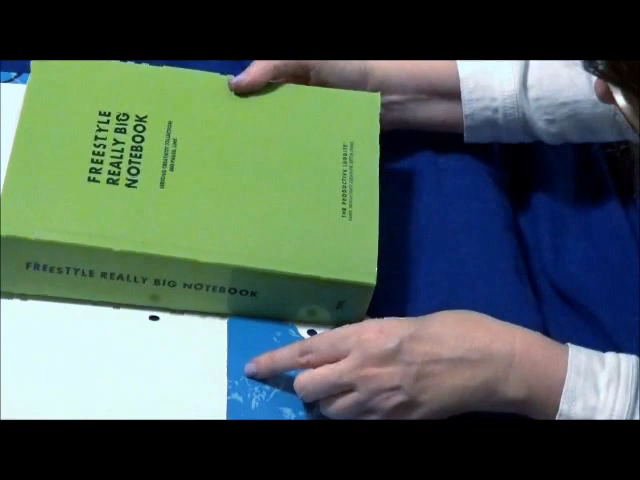 FREESTYLE
REALLY BIG
NOTEBOOK
THE PRODUCTIVE LUDDITE
FREESTYLE REALLY BIG NOTEBOOK